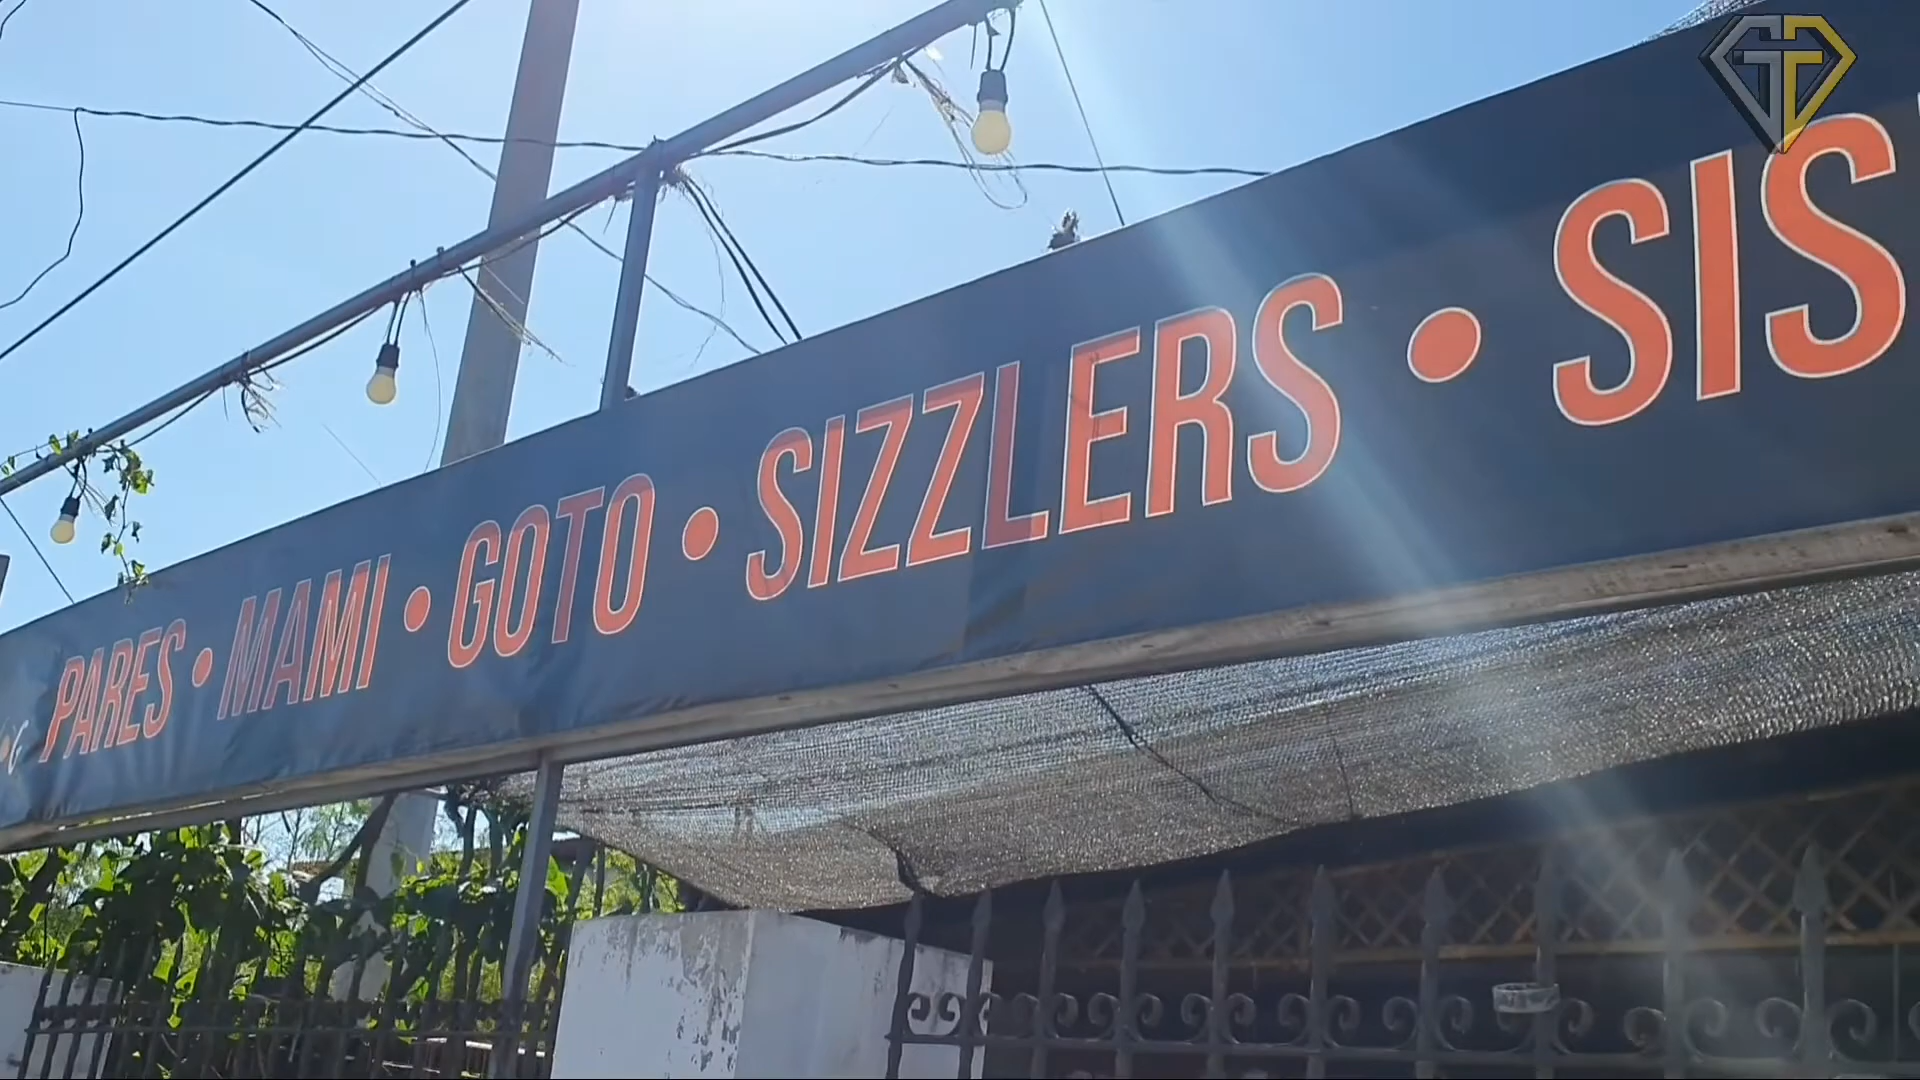 PARES • MAMI • GOTO • SIZZLERS • SIS